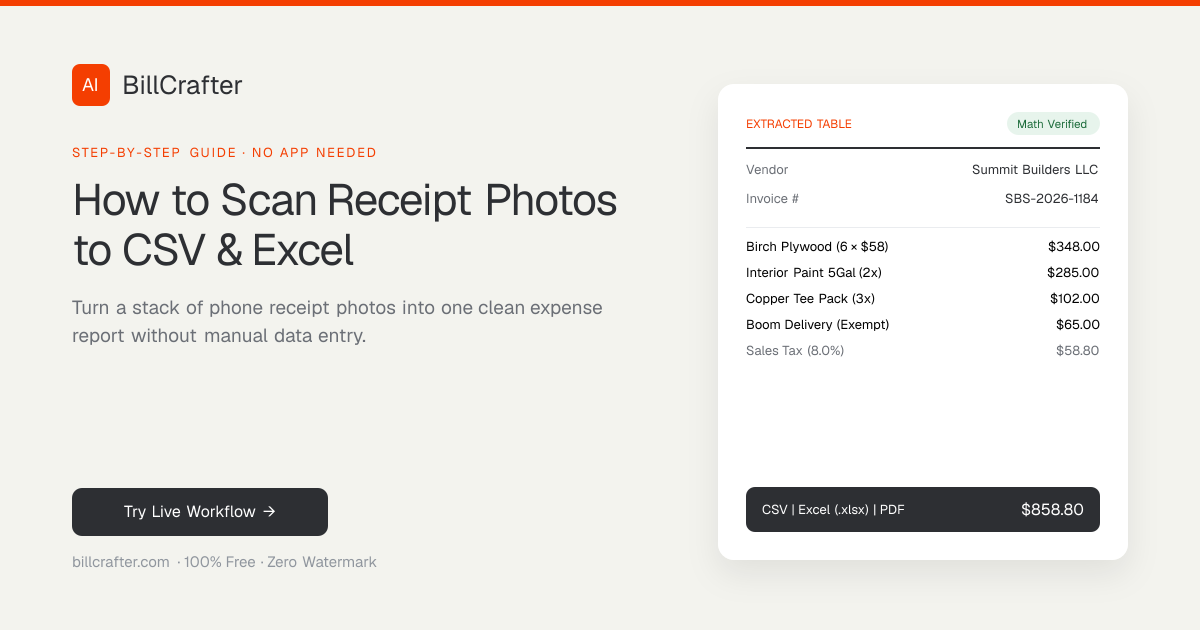 AI BillCrafter
STEP-BY-STEP GUIDE · NO APP NEEDED
How to Scan Receipt Photos
to CSV & Excel
Turn a stack of phone receipt photos into one clean expense
report without manual data entry.
Try Live Workflow →
billcrafter.com · 100% Free · Zero Watermark
EXTRACTED TABLE Math Verified
Vendor Summit Builders LLC
Invoice # SBS-2026-1184
Birch Plywood (6 × $58) $348.00
Interior Paint 5Gal (2x) $285.00
Copper Tee Pack (3x) $102.00
Boom Delivery (Exempt) $65.00
Sales Tax (8.0%) $58.80
CSV | Excel (.xlsx) | PDF $858.80